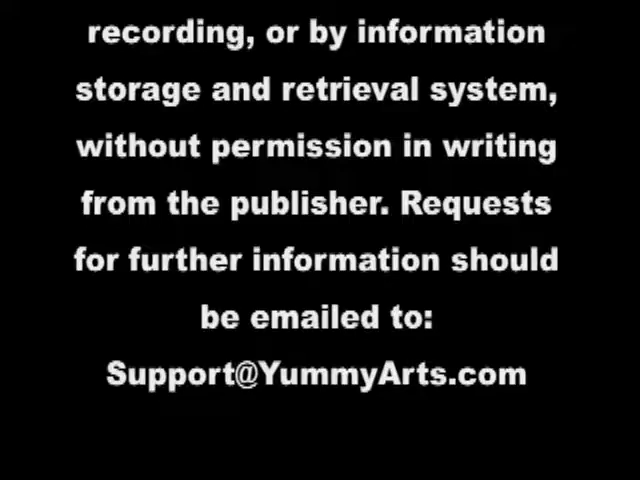 recording, or by information
storage and retrieval system,
without permission in writing
from the publisher. Requests
for further information should
be emailed to:
Support@YummyArts.com